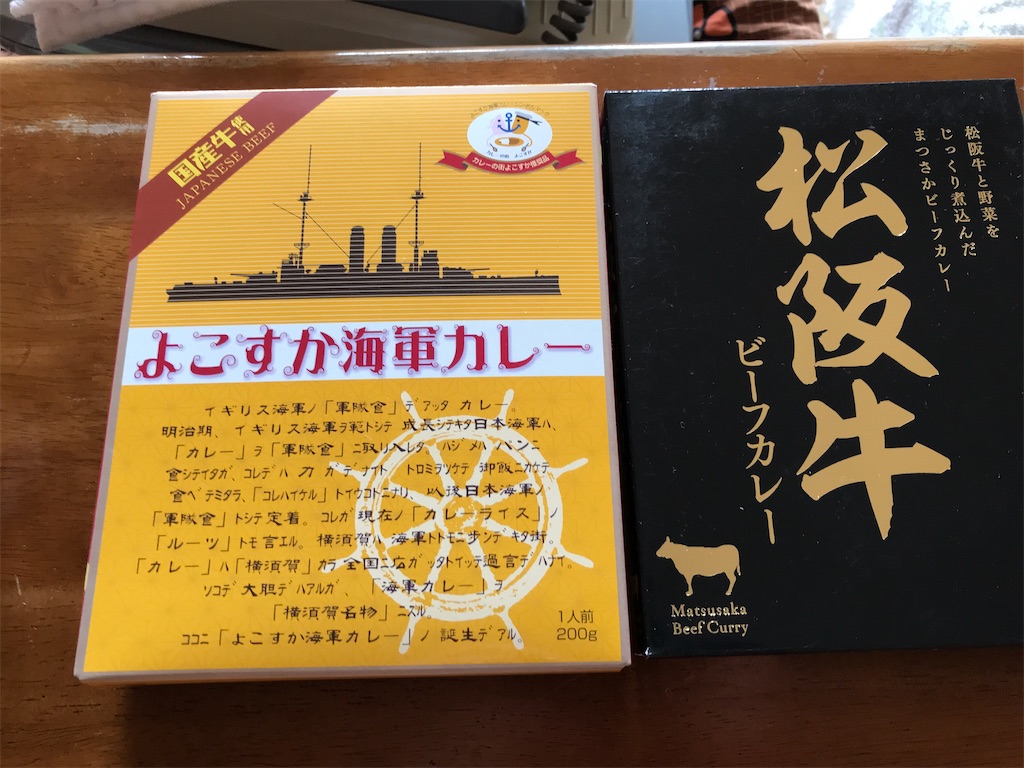 国産牛使用
JAPANESE BEEF
カレーの街 よこすか
カレーの街よこすか推奨品
よこすか海軍カレー
イギリス海軍ノ「軍隊食」デアッタ カレー。
明治期、イギリス海軍ヲ範トシテ 成長シテキタ日本海軍ハ、
「カレー」ヲ「軍隊食」ニ取リヘレタ。ハジメハ パンニ
食シテイタガ、コレデハ 力 ガ デナイト、トロミヲツケテ 御飯ニカケテ
食ベテミタラ、「コレハイケル」トイウコトニナリ、以後日本海軍ノ
「軍隊食」トシテ定着。コレガ 現在ノ「カレーライス」ノ
「ルーツ」トモ 言エル。横須賀ハ 海軍トトモニ歩ンデキタ街。
「カレー」ハ「横須賀」カラ 全国ニ広ガッタトイッテ過言デハナイ。
ソコデ 大胆デハアルガ、「海軍カレー」ヲ
「横須賀名物」ニスル。
ココニ「よこすか海軍カレー」ノ 誕生デアル。
1人前
200g
松阪牛と野菜を
じっくり煮込んだ
まつさかビーフカレー
松阪牛
ビーフカレー
Matsusaka
Beef Curry